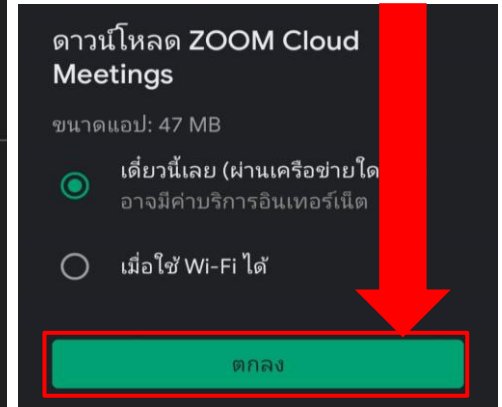 ดาวน์โหลด ZOOM Cloud
Meetings
ขนาดแอป: 47 MB
เดี๋ยวนี้เลย (ผ่านเครือข่ายใด
อาจมีค่าบริการอินเทอร์เน็ต
เมื่อใช้ Wi-Fi ได้
ตกลง